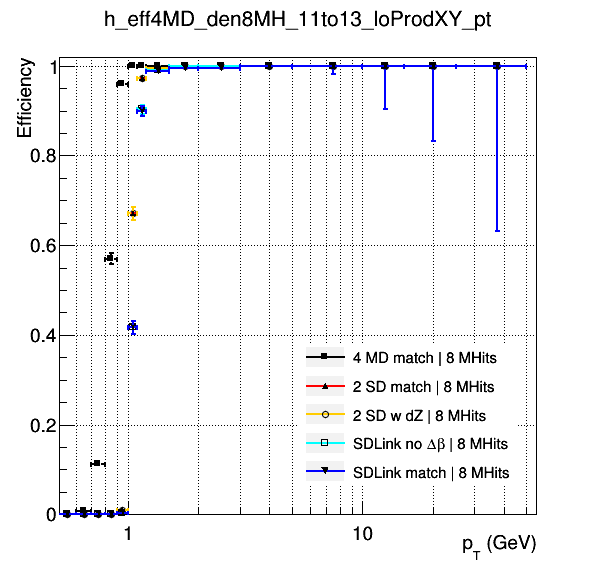 h_eff4MD_den8MH_11to13_loProdXY_pt
Efficiency
1
0.8
0.6
0.4
0.2
0
4 MD match | 8 MHits
2 SD match | 8 MHits
2 SD w dZ | 8 MHits
SDLink no Δβ | 8 MHits
SDLink match | 8 MHits
1
10
p_T (GeV)